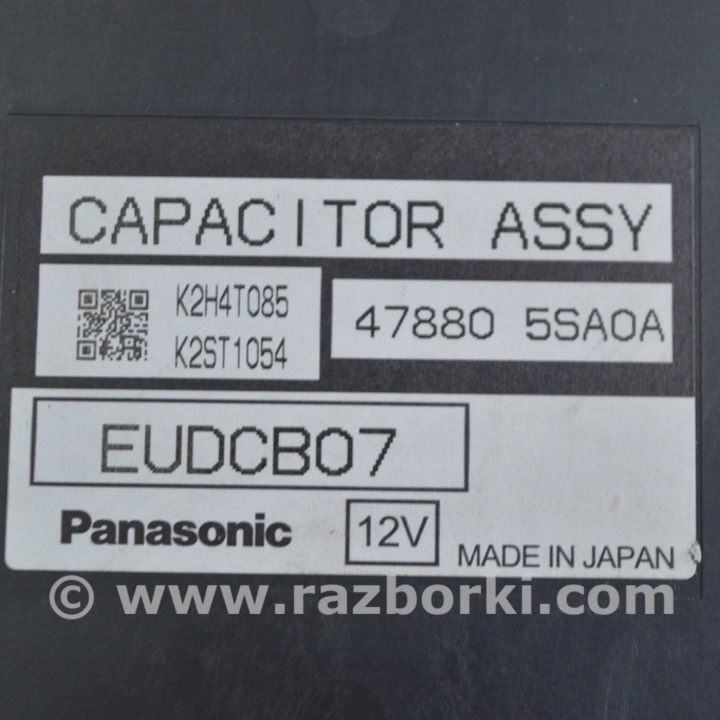 CAPACITOR ASSY
K2H4T085
K2ST1054
47880 5SA0A
EUDCB07
Panasonic
12V
MADE IN JAPAN
© www.razborki.com